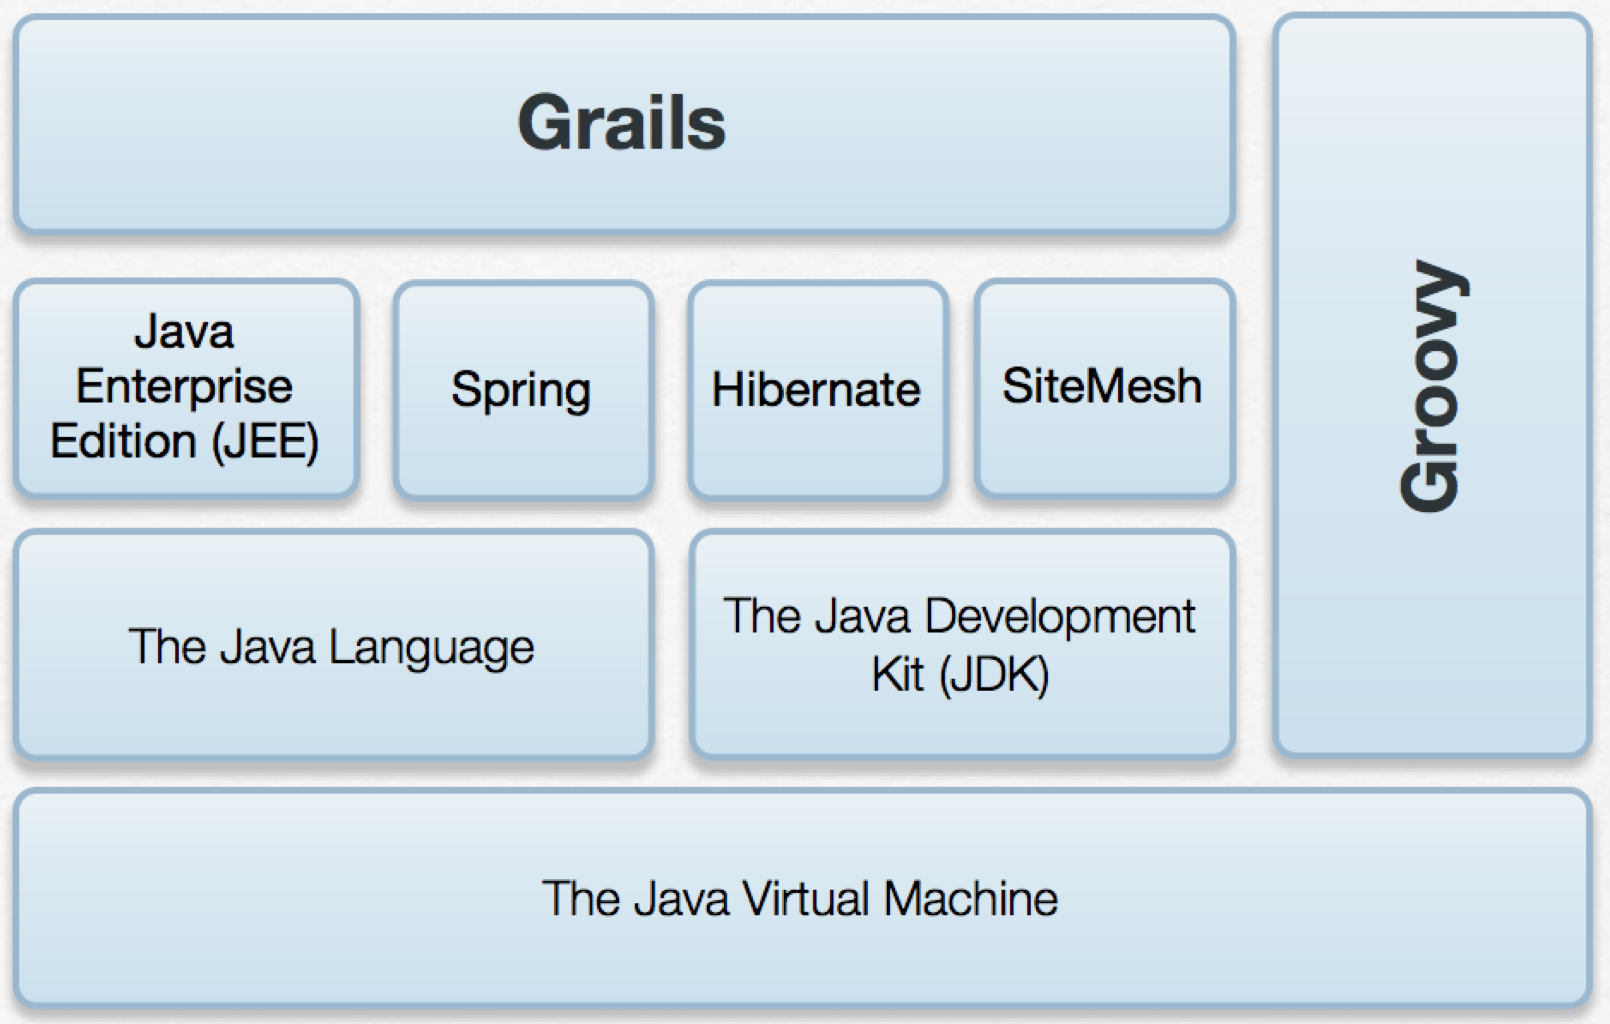 Grails
Groovy
Java
Enterprise
Edition (JEE)
Spring
Hibernate
SiteMesh
The Java Language
The Java Development
Kit (JDK)
The Java Virtual Machine